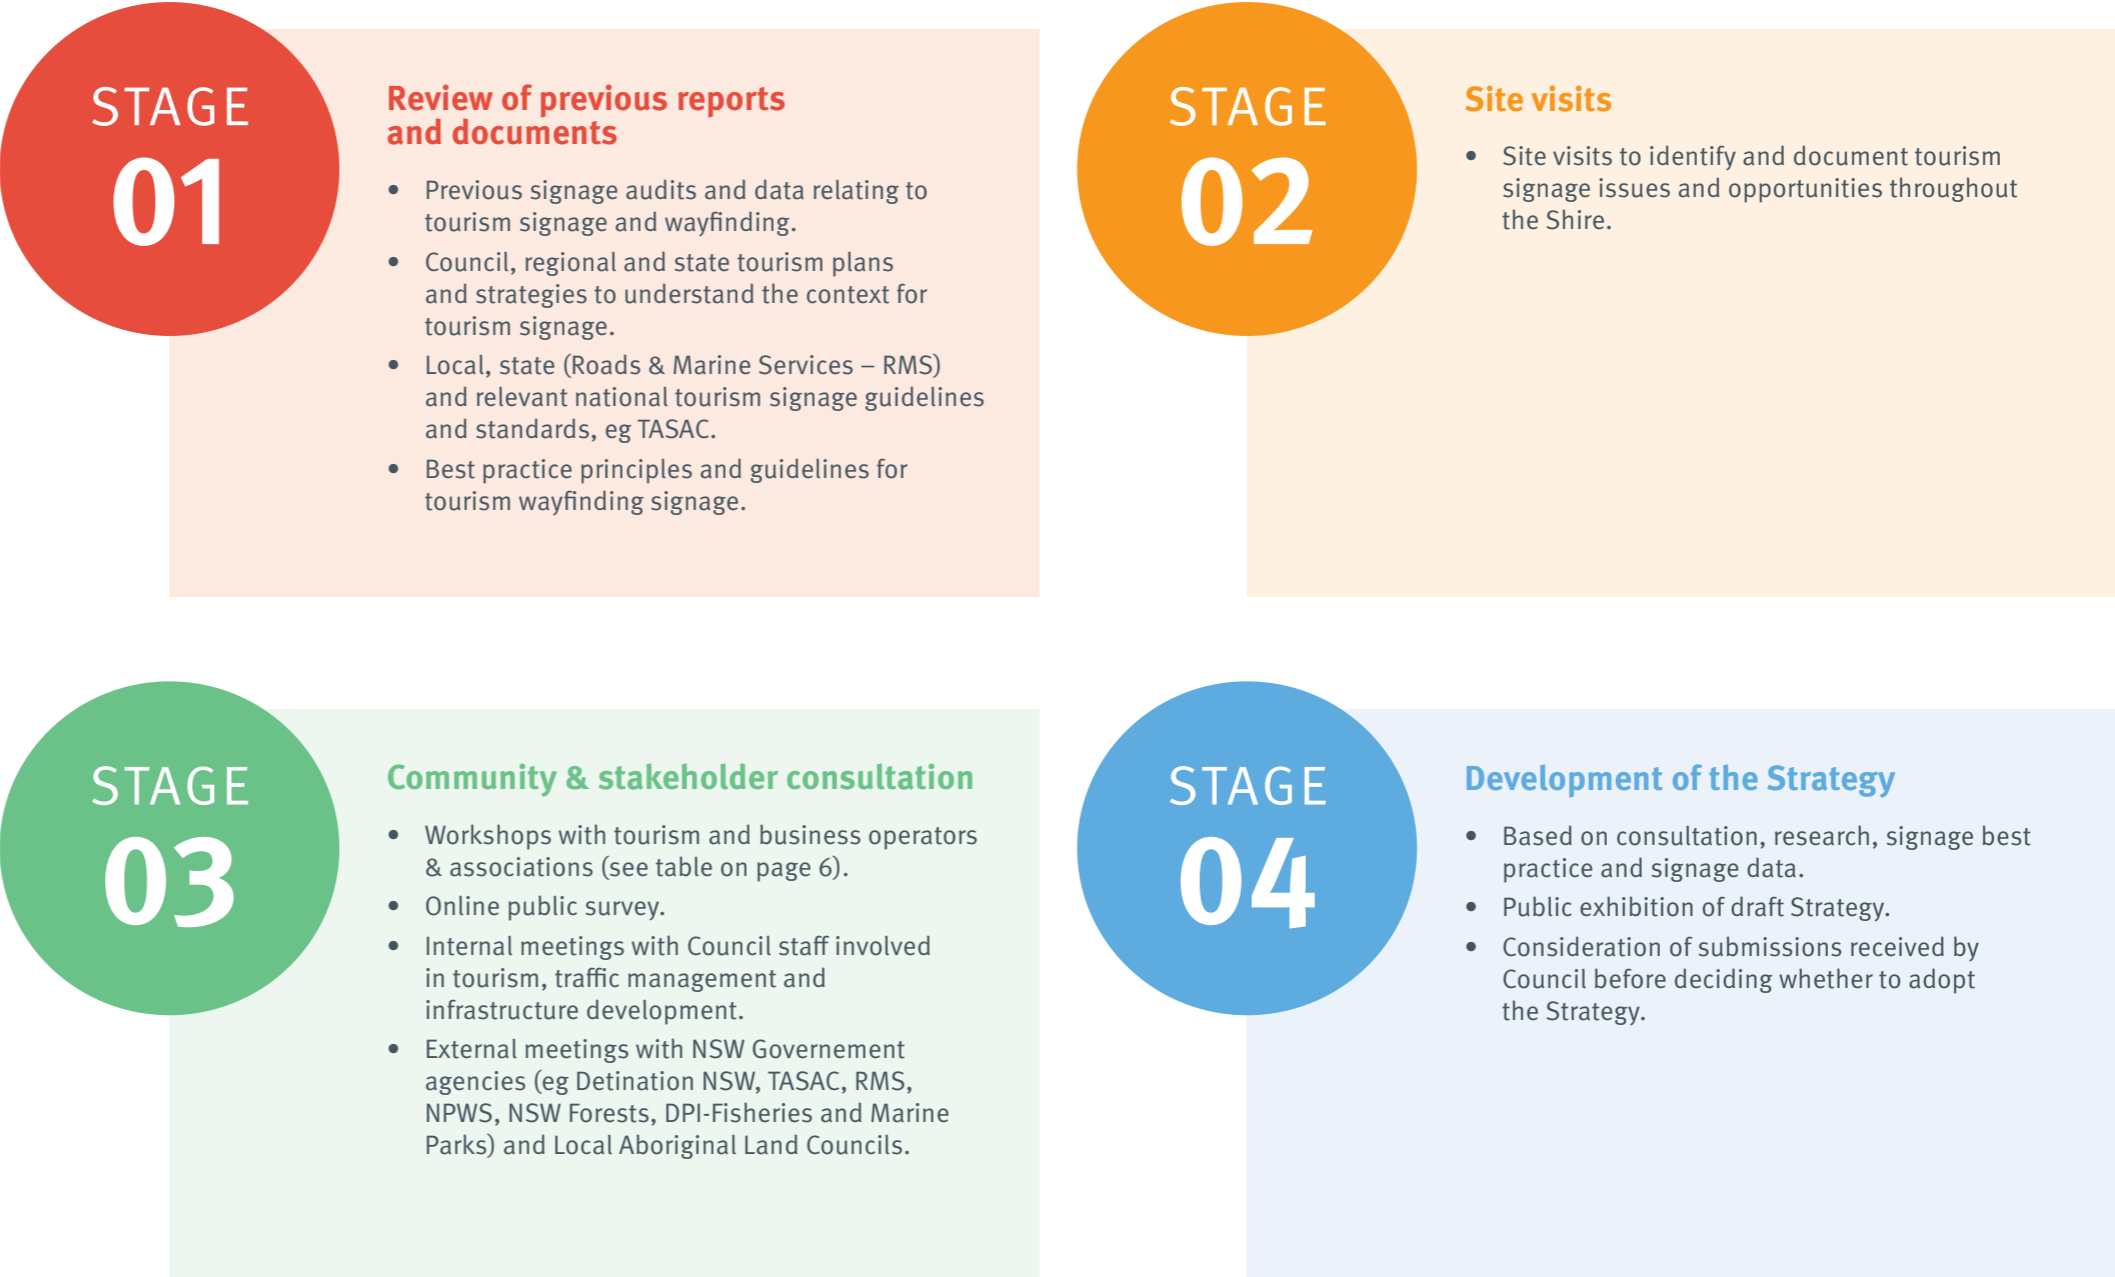 STAGE
01
Review of previous reports
and documents
• Previous signage audits and data relating to
tourism signage and wayfinding.
• Council, regional and state tourism plans
and strategies to understand the context for
tourism signage.
• Local, state (Roads & Marine Services – RMS)
and relevant national tourism signage guidelines
and standards, eg TASAC.
• Best practice principles and guidelines for
tourism wayfinding signage.
STAGE
02
Site visits
• Site visits to identify and document tourism
signage issues and opportunities throughout
the Shire.
STAGE
03
Community & stakeholder consultation
• Workshops with tourism and business operators
& associations (see table on page 6).
• Online public survey.
• Internal meetings with Council staff involved
in tourism, traffic management and
infrastructure development.
• External meetings with NSW Governement
agencies (eg Detination NSW, TASAC, RMS,
NPWS, NSW Forests, DPI-Fisheries and Marine
Parks) and Local Aboriginal Land Councils.
STAGE
04
Development of the Strategy
• Based on consultation, research, signage best
practice and signage data.
• Public exhibition of draft Strategy.
• Consideration of submissions received by
Council before deciding whether to adopt
the Strategy.